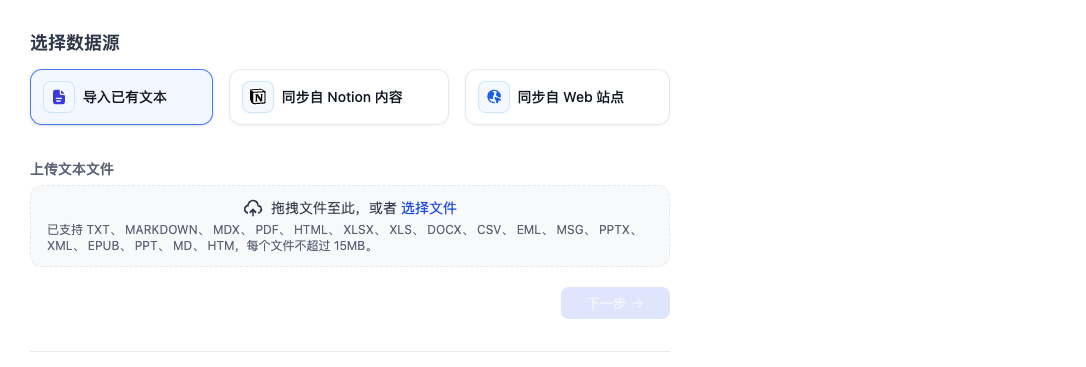 选择数据源
导入已有文本
同步自 Notion 内容
同步自 Web 站点
上传文本文件
拖拽文件至此，或者 选择文件
已支持 TXT、 MARKDOWN、 MDX、 PDF、 HTML、 XLSX、 XLS、 DOCX、 CSV、 EML、 MSG、 PPTX、
XML、 EPUB、 PPT、 MD、 HTM，每个文件不超过 15MB。
下一步 →